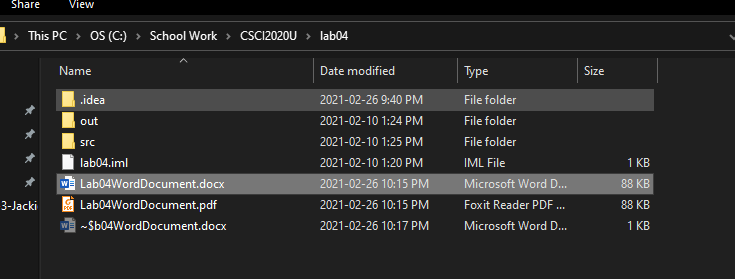 Share View
This PC > OS (C:) > School Work > CSCI2020U > lab04
Name Date modified Type Size
.idea 2021-02-26 9:40 PM File folder
out 2021-02-10 1:24 PM File folder
src 2021-02-10 1:25 PM File folder
lab04.iml 2021-02-10 1:20 PM IML File 1 KB
Lab04WordDocument.docx 2021-02-26 10:15 PM Microsoft Word D... 88 KB
3-Jackie Lab04WordDocument.pdf 2021-02-26 10:15 PM Foxit Reader PDF ... 88 KB
~$b04WordDocument.docx 2021-02-26 10:17 PM Microsoft Word D... 1 KB